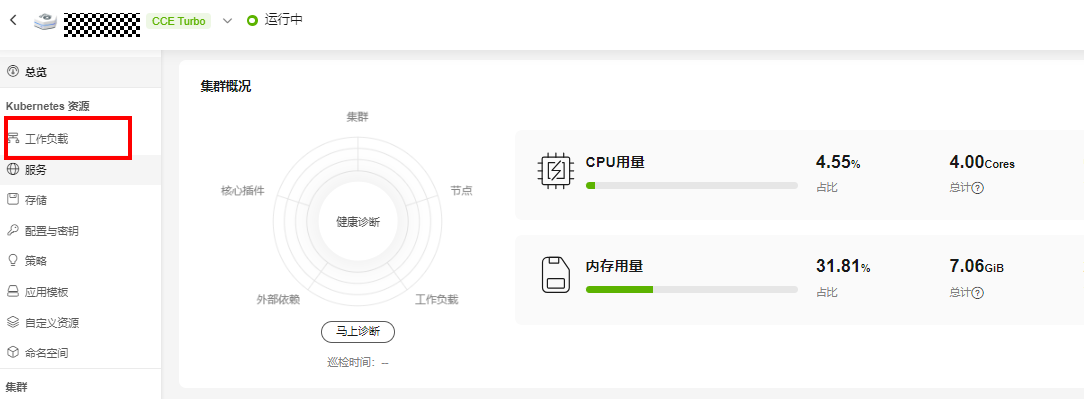 CCE Turbo 运行中
总览
Kubernetes 资源
工作负载
服务
存储
配置与密钥
策略
应用模板
自定义资源
命名空间
集群
集群概况
集群
核心插件
节点
健康诊断
外部依赖
工作负载
马上诊断
巡检时间：--
CPU用量
4.55%
占比
4.00Cores
总计?
内存用量
31.81%
占比
7.06GiB
总计?